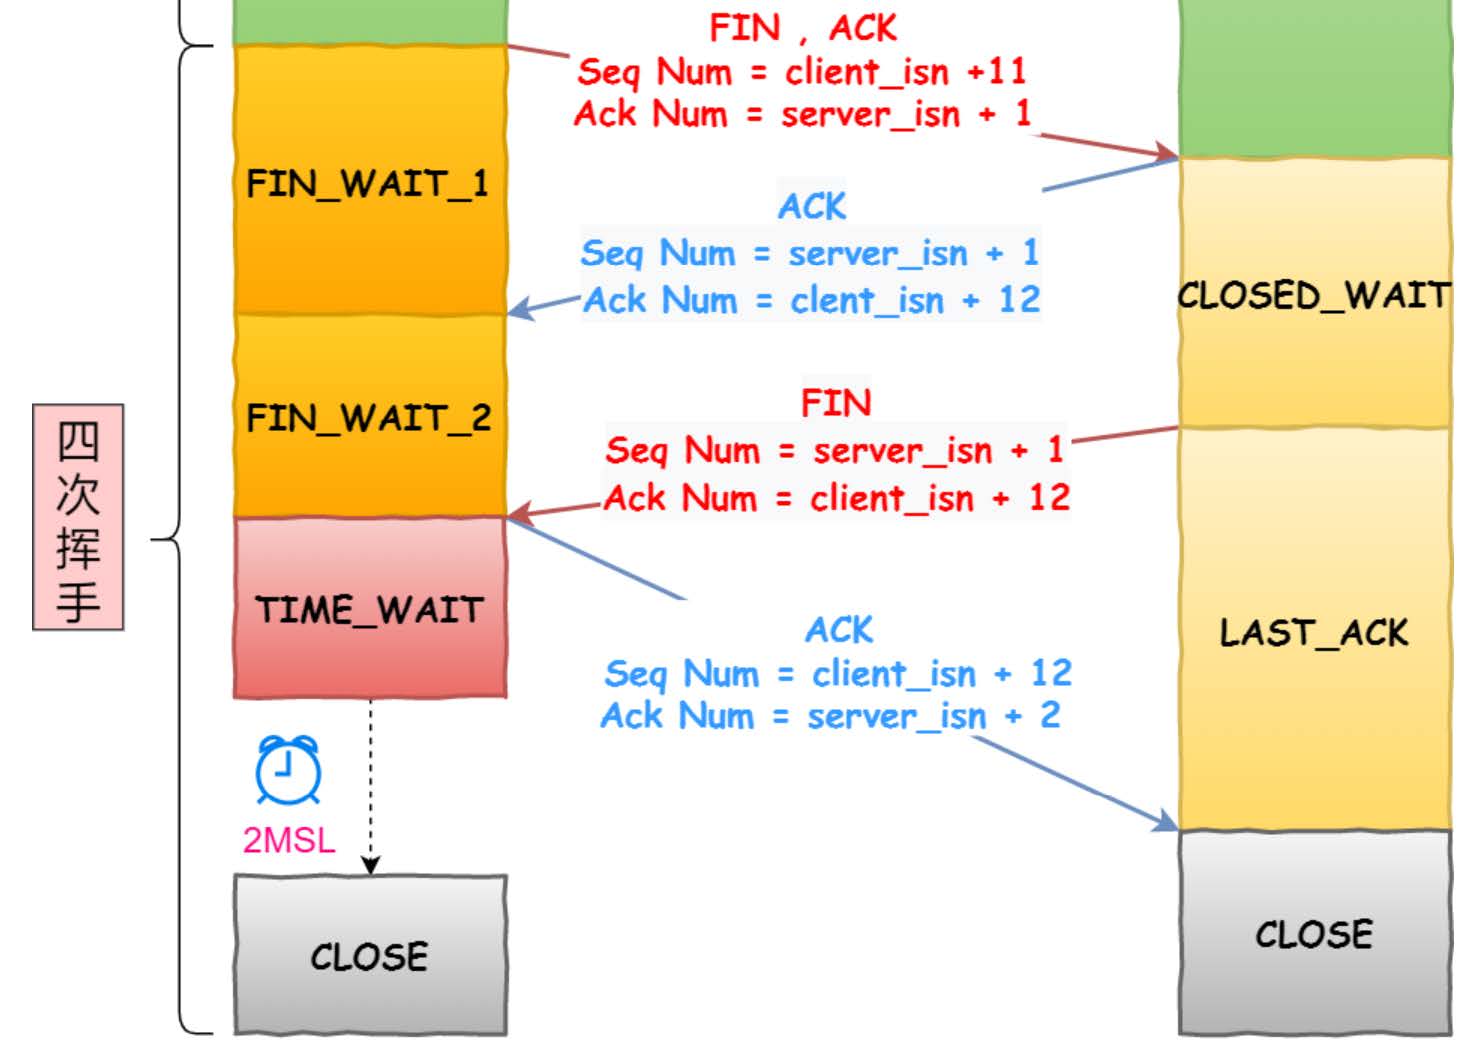 FIN , ACK
Seq Num = client_isn +11
Ack Num = server_isn + 1
FIN_WAIT_1
ACK
Seq Num = server_isn + 1
Ack Num = clent_isn + 12
CLOSED_WAIT
FIN_WAIT_2
FIN
Seq Num = server_isn + 1
Ack Num = client_isn + 12
四
次
挥
手
TIME_WAIT
ACK
Seq Num = client_isn + 12
Ack Num = server_isn + 2
LAST_ACK
2MSL
CLOSE
CLOSE